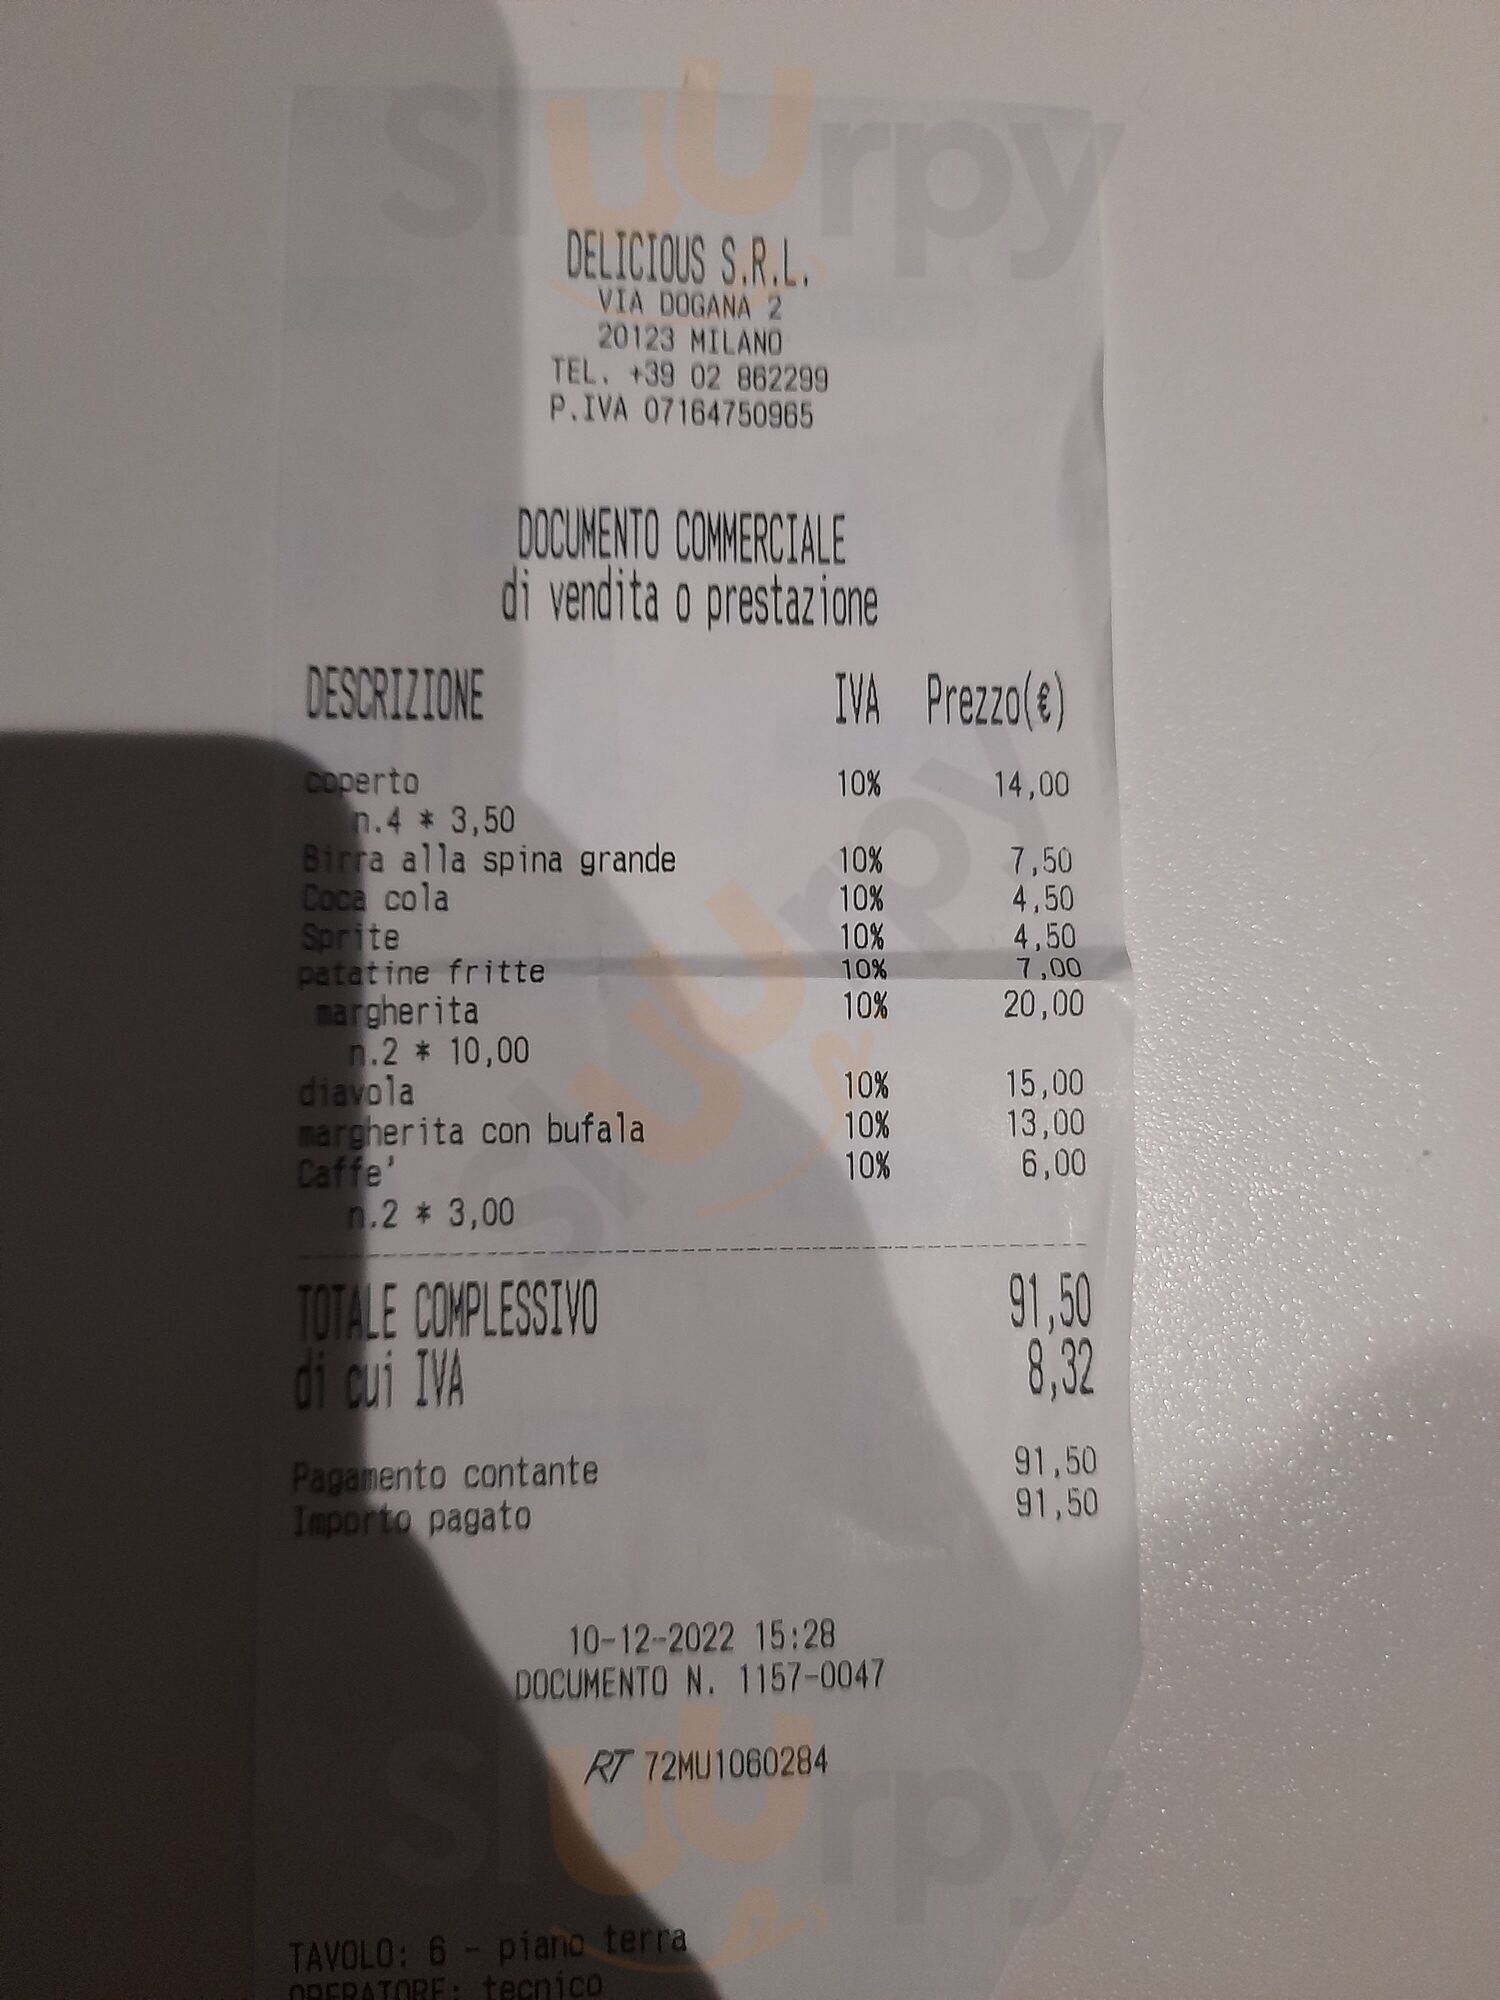 Sluurpy
DELICIOUS S.R.L.
VIA DOGANA 2
20123 MILANO
TEL. +39 02 862299
P.IVA 07164750965
DOCUMENTO COMMERCIALE
di vendita o prestazione
DESCRIZIONE IVA Prezzo(€)
coperto 10% 14,00
n.4 * 3,50
Birra alla spina grande 10% 7,50
Coca cola 10% 4,50
Sprite 10% 4,50
patatine fritte 10% 7,00
margherita 10% 20,00
n.2 * 10,00
diavola 10% 15,00
margherita con bufala 10% 13,00
Caffe' 10% 6,00
n.2 * 3,00
Sluurpy
TOTALE COMPLESSIVO 91,50
di cui IVA 8,32
Pagamento contante 91,50
Importo pagato 91,50
10-12-2022 15:28
DOCUMENTO N. 1157-0047
RT 72MU1060284
Sluurpy
TAVOLO: 6 - piano terra
OPERATORE: tecnico